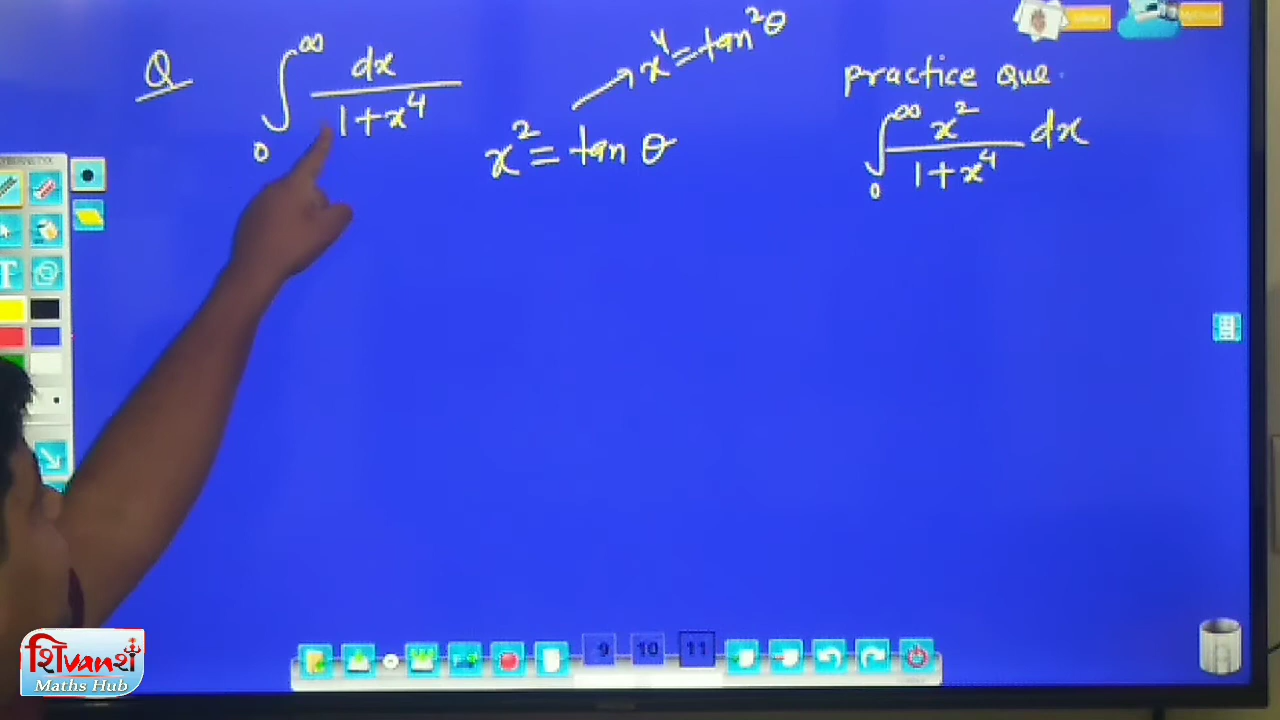 Q ∫₀^∞ dx / (1+x⁴)
x² = tan θ → x⁴ = tan²θ
practice Que.
∫₀^∞ x² / (1+x⁴) dx
T
9 10 11
শিvanশী
Maths Hub